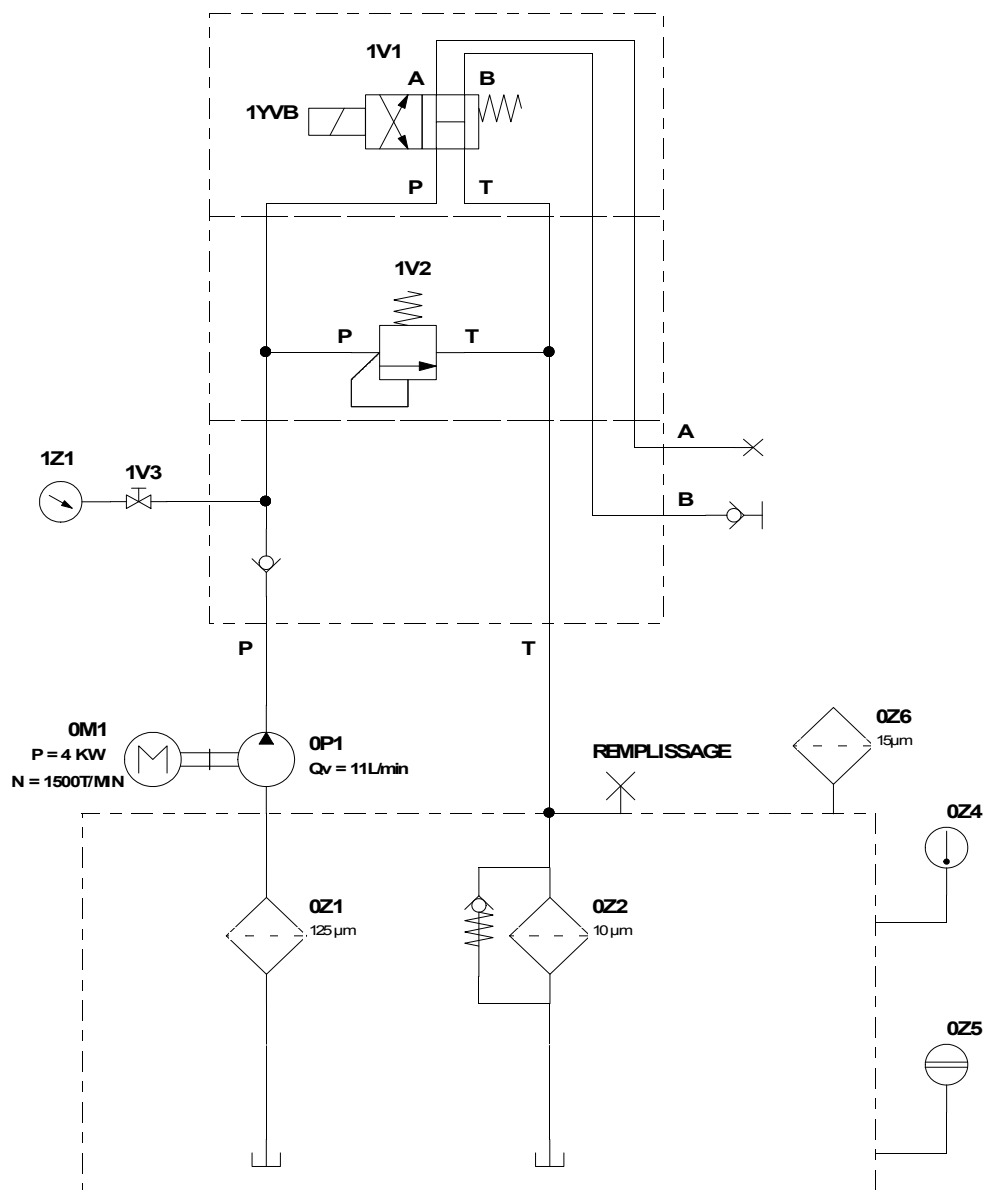 1V1
A
B
1YVB
P
T
1V2
P
T
1Z1
1V3
A
B
P
T
0M1
P = 4 KW
N = 1500T/MIN
0P1
Qv = 11L/min
REMPLISSAGE
0Z6
15µm
0Z4
0Z1
125 µm
0Z2
10 µm
0Z5
M